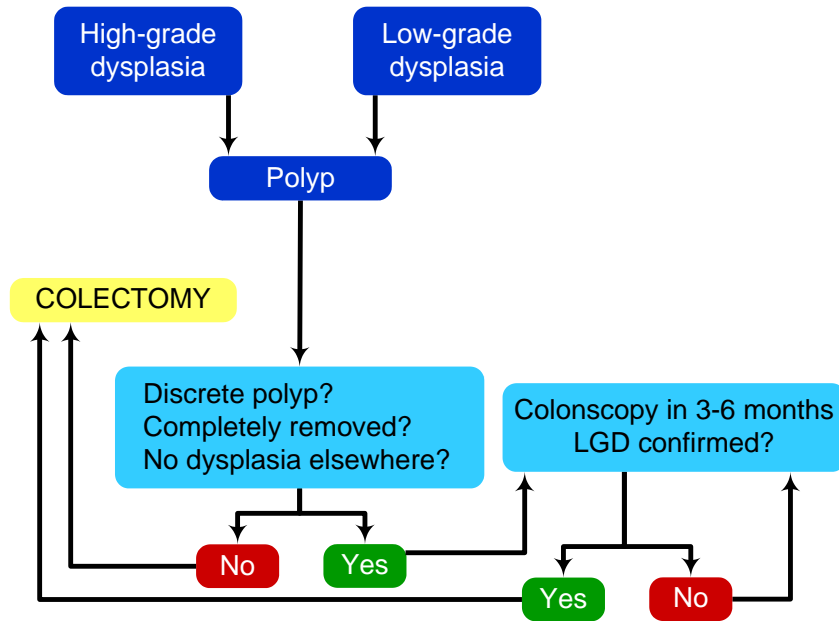 High-grade
dysplasia
Low-grade
dysplasia
Polyp
COLECTOMY
Discrete polyp?
Completely removed?
No dysplasia elsewhere?
Colonscopy in 3-6 months
LGD confirmed?
No
Yes
Yes
No